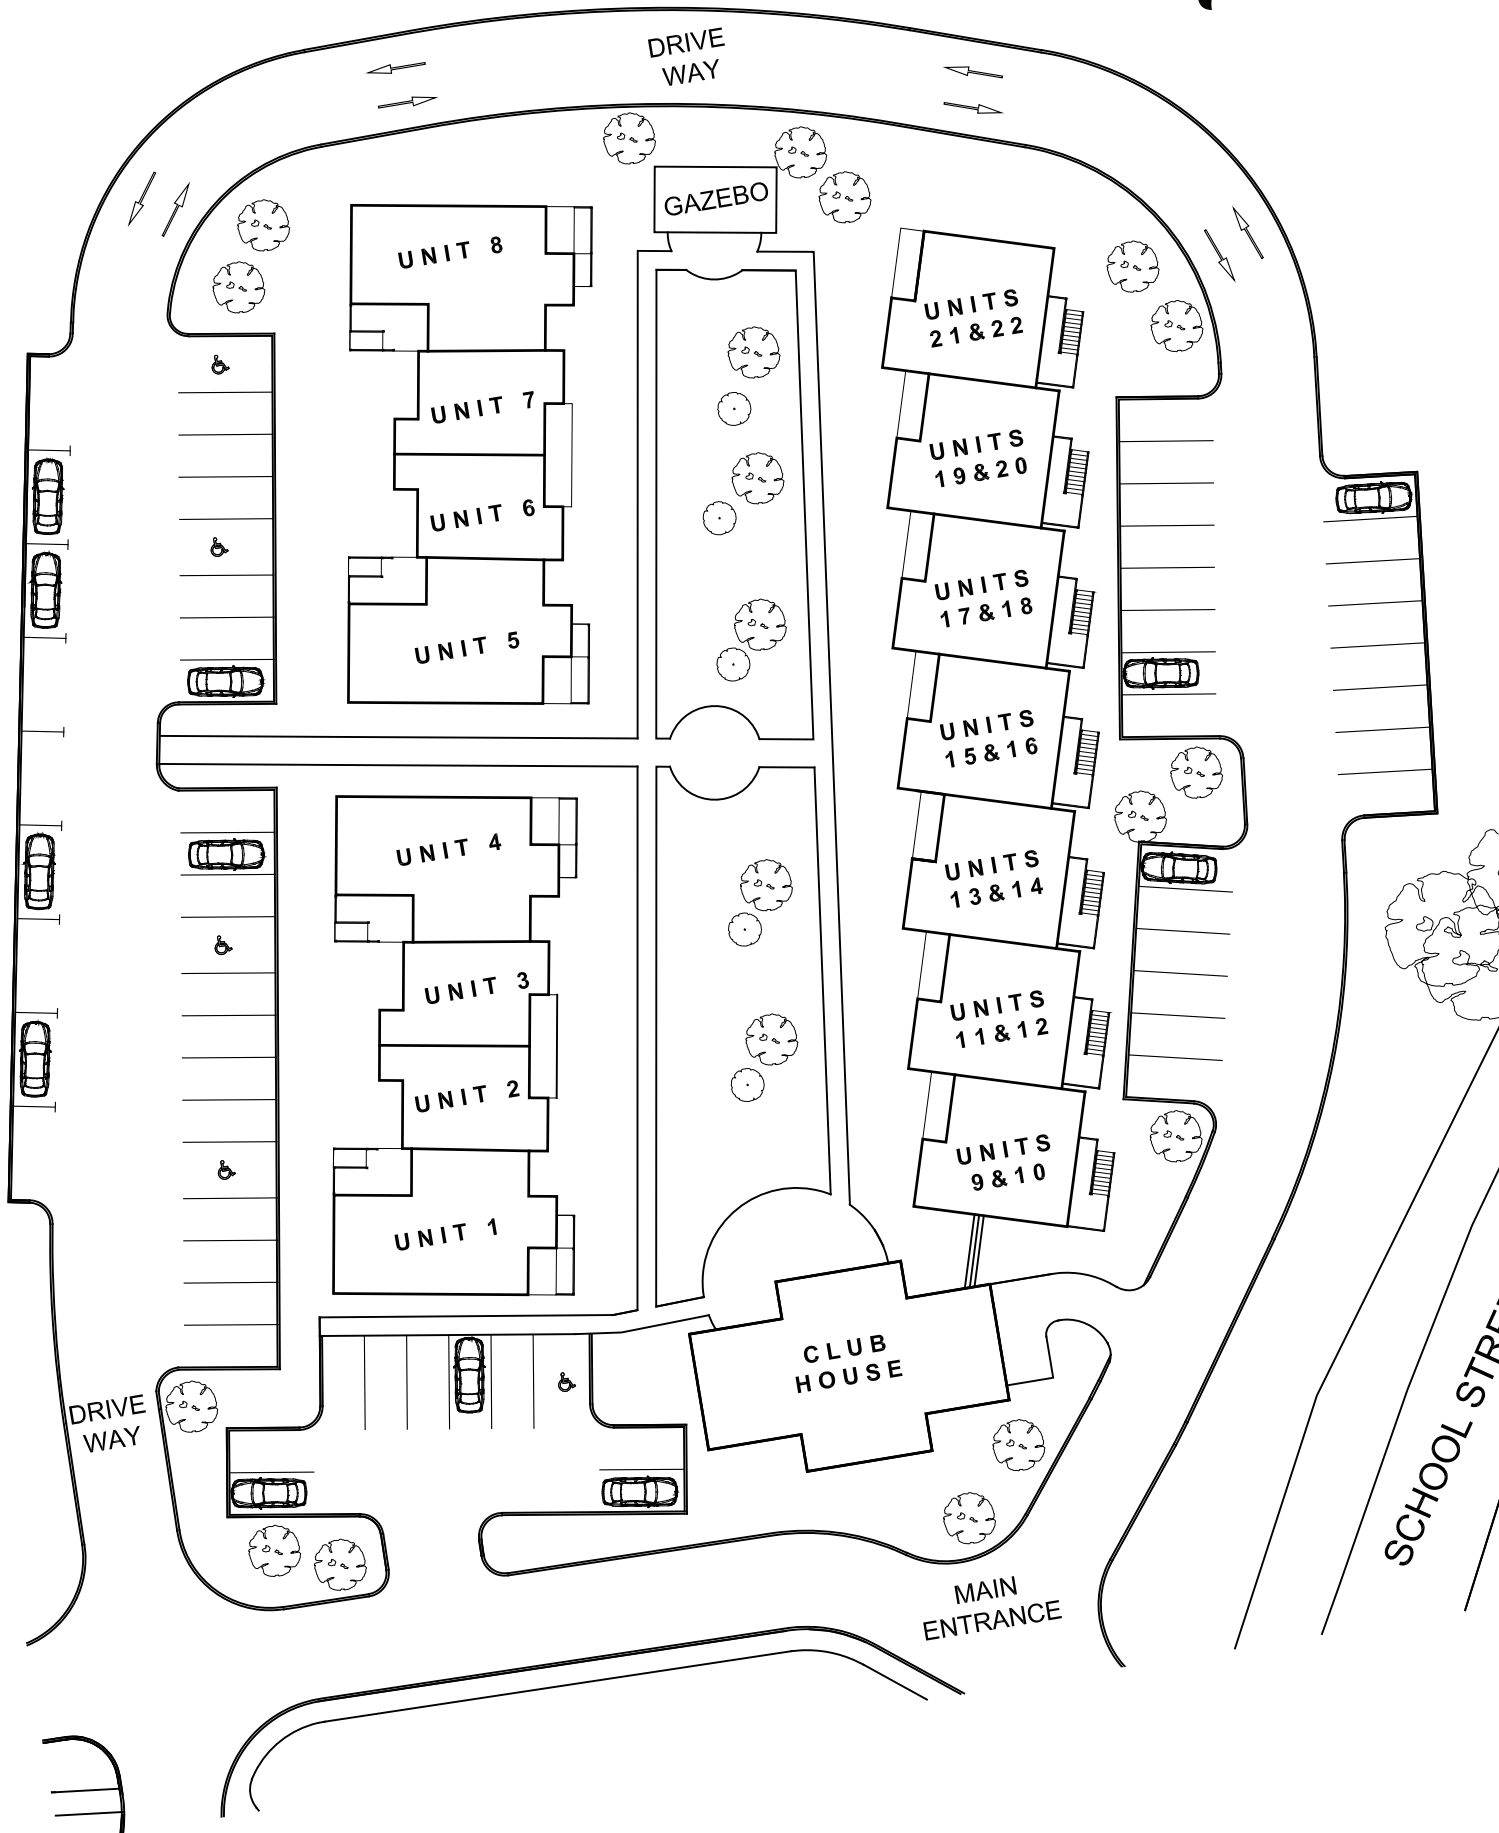 DRIVE
WAY
GAZEBO
UNIT 8
UNITS
21&22
UNIT 7
UNITS
19&20
UNIT 6
UNITS
17&18
UNIT 5
UNITS
15&16
UNIT 4
UNITS
13&14
UNIT 3
UNITS
11&12
UNIT 2
UNITS
9&10
UNIT 1
CLUB
HOUSE
DRIVE
WAY
MAIN
ENTRANCE
SCHOOL